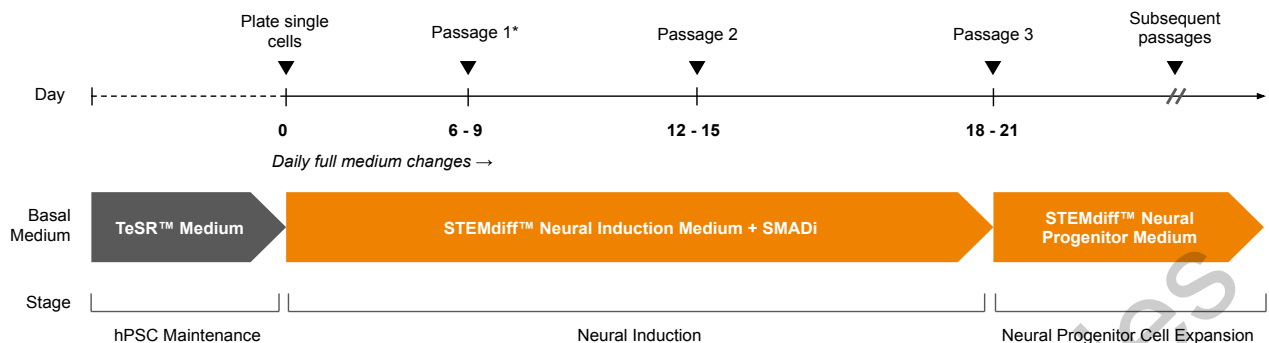 Plate single
cells
Passage 1*
Passage 2
Passage 3
Subsequent
passages
Day
0
6 - 9
12 - 15
18 - 21
Daily full medium changes →
Basal
Medium
TeSR™ Medium
STEMdiff™ Neural Induction Medium + SMADi
STEMdiff™ Neural
Progenitor Medium
Stage
hPSC Maintenance
Neural Induction
Neural Progenitor Cell Expansion